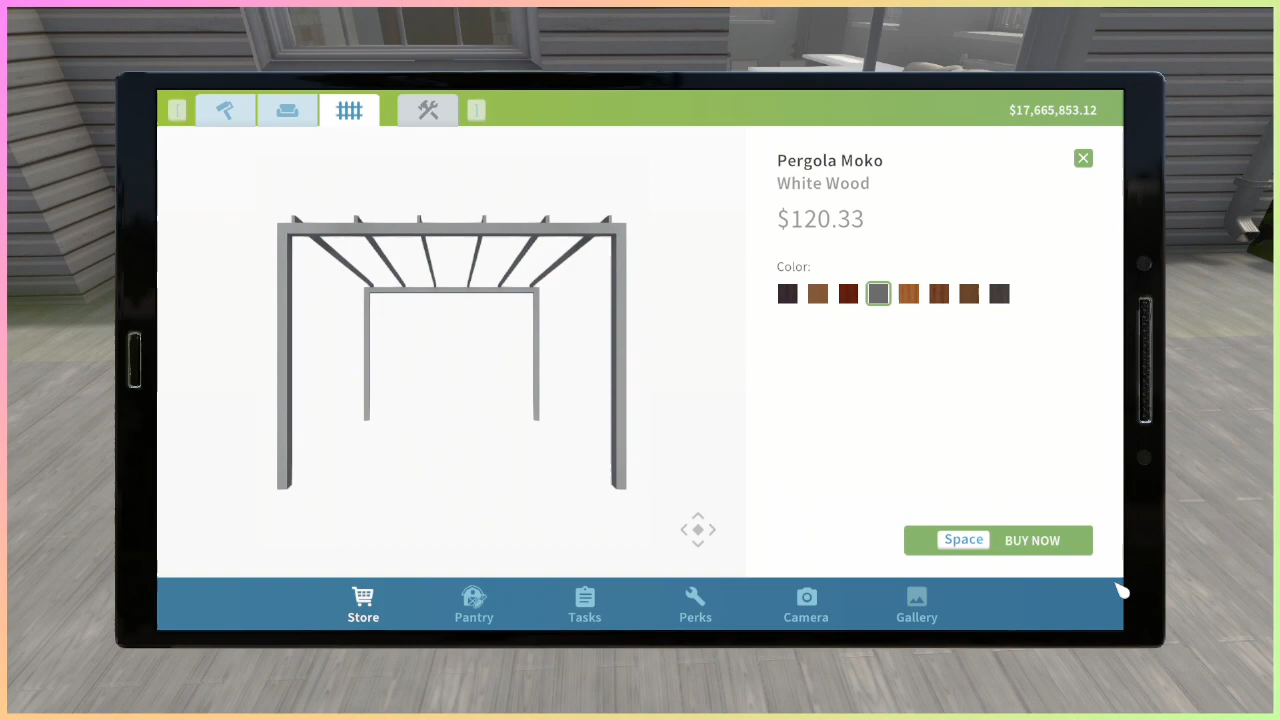 [
]
$17,665,853.12
Pergola Moko
White Wood
$120.33
Color:
Space BUY NOW
Store
Pantry
Tasks
Perks
Camera
Gallery